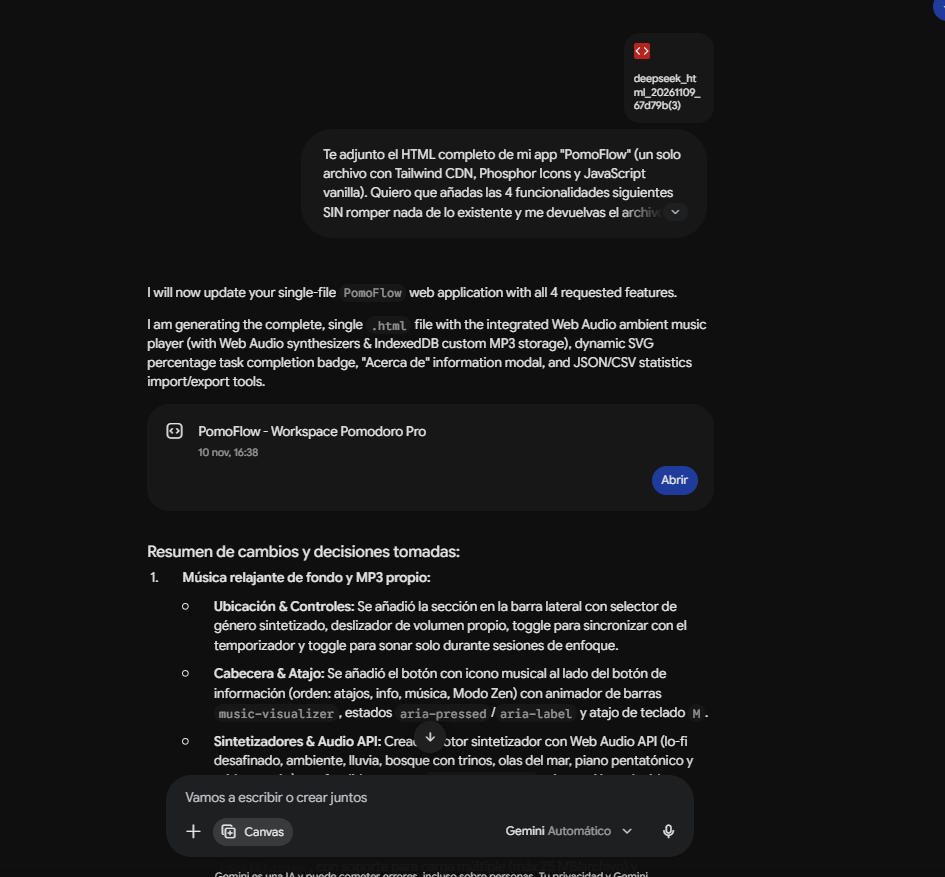 deepseek_ht
ml_20261109_
67d79b(3)
Te adjunto el HTML completo de mi app "PomoFlow" (un solo
archivo con Tailwind CDN, Phosphor Icons y JavaScript
vanilla). Quiero que añadas las 4 funcionalidades siguientes
SIN romper nada de lo existente y me devuelvas el archivo
I will now update your single-file PomoFlow web application with all 4 requested features.
I am generating the complete, single .html file with the integrated Web Audio ambient music
player (with Web Audio synthesizers & IndexedDB custom MP3 storage), dynamic SVG
percentage task completion badge, "Acerca de" information modal, and JSON/CSV statistics
import/export tools.
PomoFlow - Workspace Pomodoro Pro
10 nov, 16:38
Abrir
Resumen de cambios y decisiones tomadas:
1. Música relajante de fondo y MP3 propio:
Ubicación & Controles: Se añadió la sección en la barra lateral con selector de
género sintetizado, deslizador de volumen propio, toggle para sincronizar con el
temporizador y toggle para sonar solo durante sesiones de enfoque.
Cabecera & Atajo: Se añadió el botón con icono musical al lado del botón de
información (orden: atajos, info, música, Modo Zen) con animador de barras
music-visualizer, estados aria-pressed / aria-label y atajo de teclado M.
Sintetizadores & Audio API: sintetizador con Web Audio API (lo-fi
desafinado, ambiente, lluvia, bosque con trinos, olas del mar, piano pentatónico y
Vamos a escribir o crear juntos
Canvas
Gemini Automático
Gemini es una IA y puede cometer errores, incluso sobre personas. Tu privacidad y Gemini